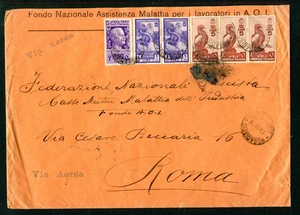 Fondo Nazionale Assistenza Malattia per i lavoratori in A.O.I.
Via Aerea
Federazione Nazionale
Casse Mutue Malattia dell'Industria
Fondo A.O.I.
Via Cesare Beccaria 16
Roma
Via Aerea